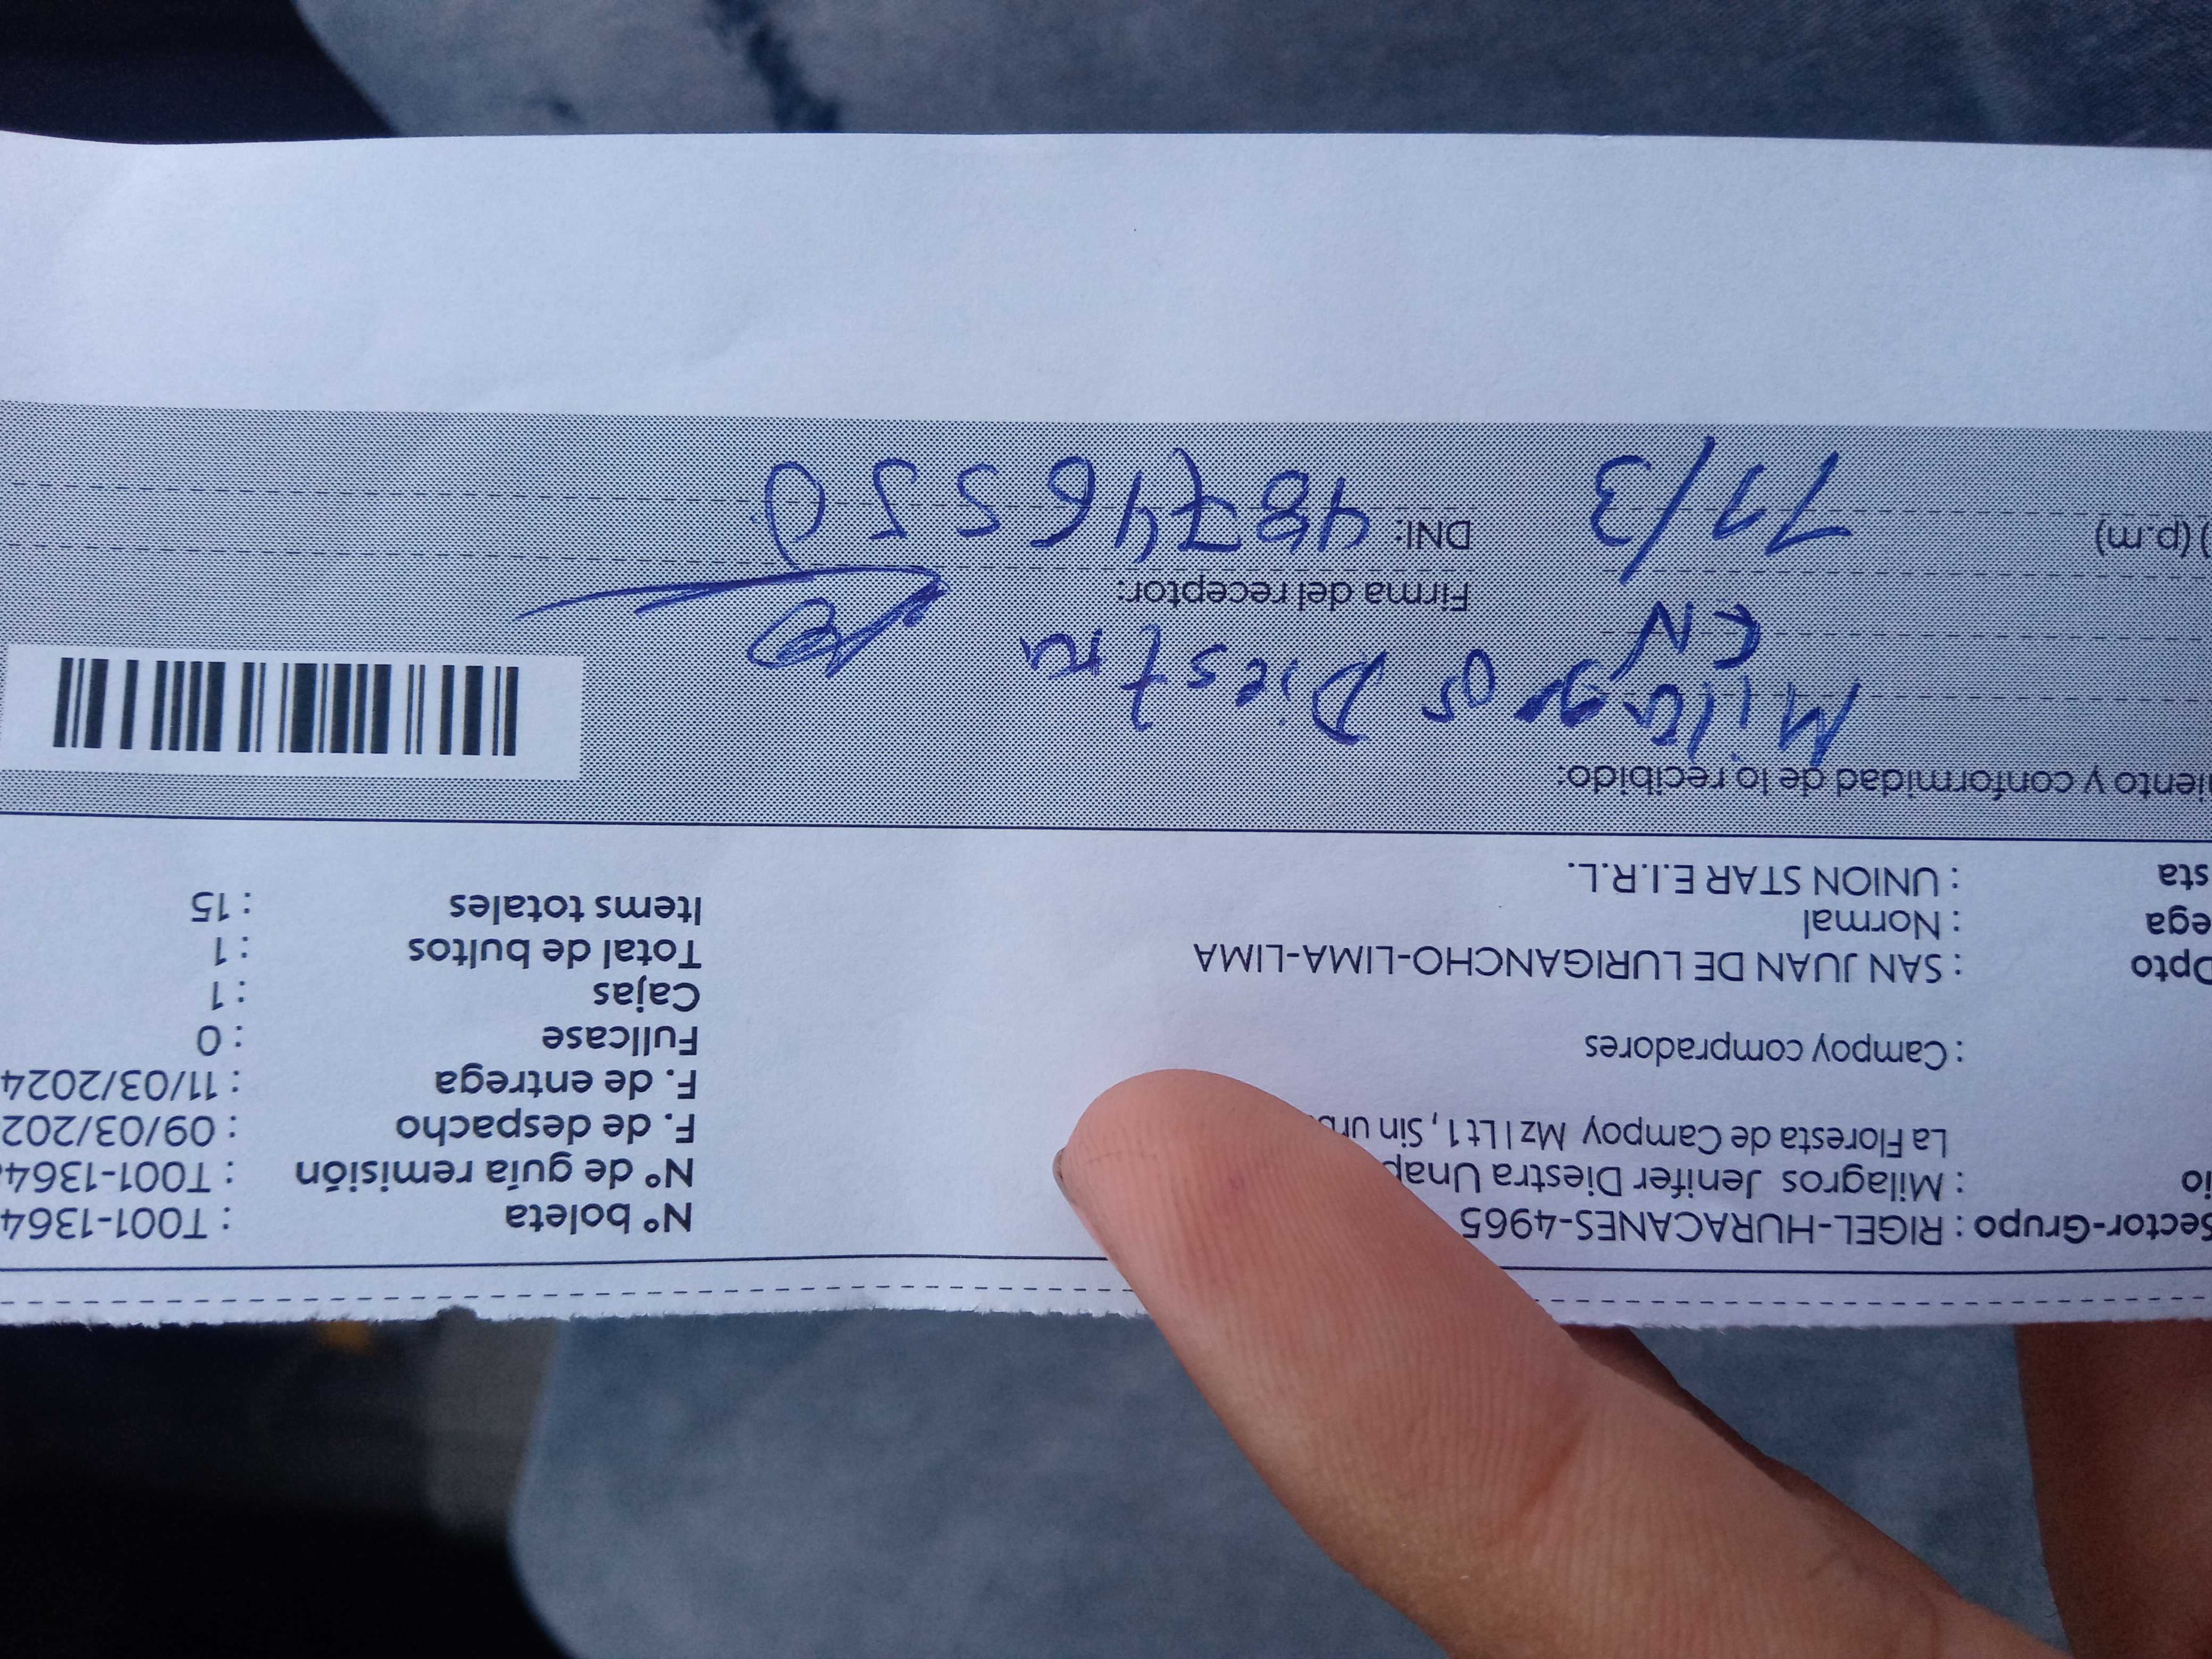 Sector-Grupo : RIGEL-HURACANES-4965
io : Milagros Jenifer Diestra Unap
La Floresta de Campoy Mz I Lt 1, Sin urb
: Campoy compradores
Dpto : SAN JUAN DE LURIGANCHO-LIMA-LIMA
ega : Normal
sta : UNION STAR E.I.R.L.
N° boleta : T001-1364
N° de guía remisión : T001-1364
F. de despacho : 09/03/202
F. de entrega : 11/03/2024
Fullcase : 0
Cajas : 1
Total de bultos : 1
Items totales : 15
iento y conformidad de lo recibido:
Milagros Diestra
EN
Firma del receptor:
) (p.m) 11/3 DNI: 48746550